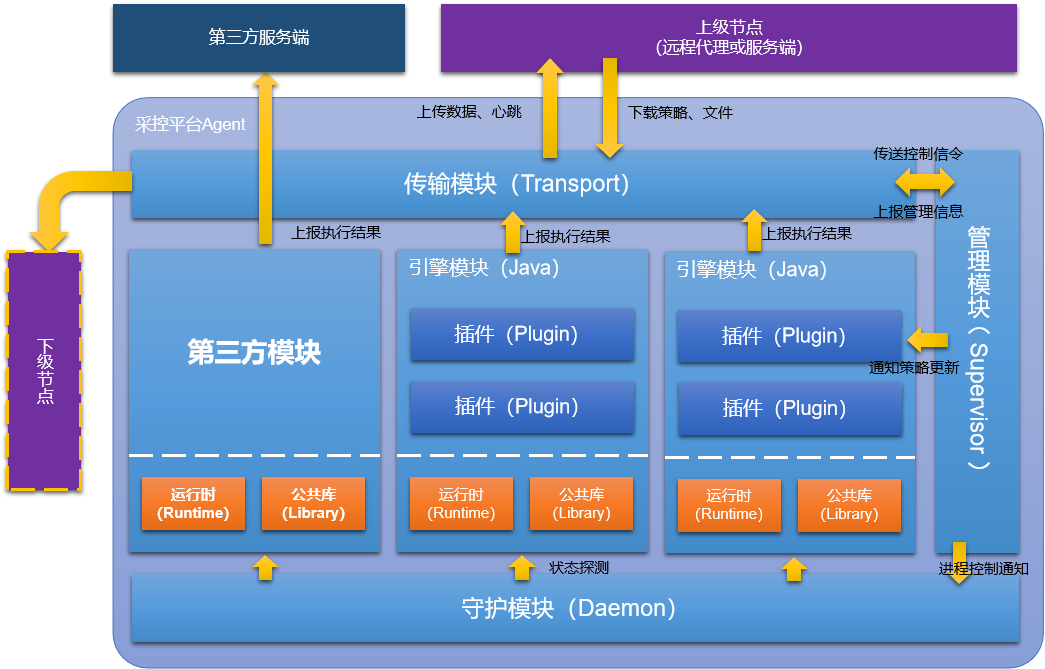 第三方服务端
上级节点
(远程代理或服务端)
采控平台Agent
上传数据、心跳
下载策略、文件
传输模块（Transport）
传送控制信令
上报管理信息
上报执行结果
上报执行结果
上报执行结果
下级节点
第三方模块
运行时
(Runtime)
公共库
(Library)
引擎模块（Java）
插件（Plugin）
插件（Plugin）
运行时
(Runtime)
公共库
(Library)
引擎模块（Java）
插件（Plugin）
插件（Plugin）
运行时
(Runtime)
公共库
(Library)
通知策略更新
管理模块（Supervisor）
状态探测
进程控制通知
守护模块（Daemon）